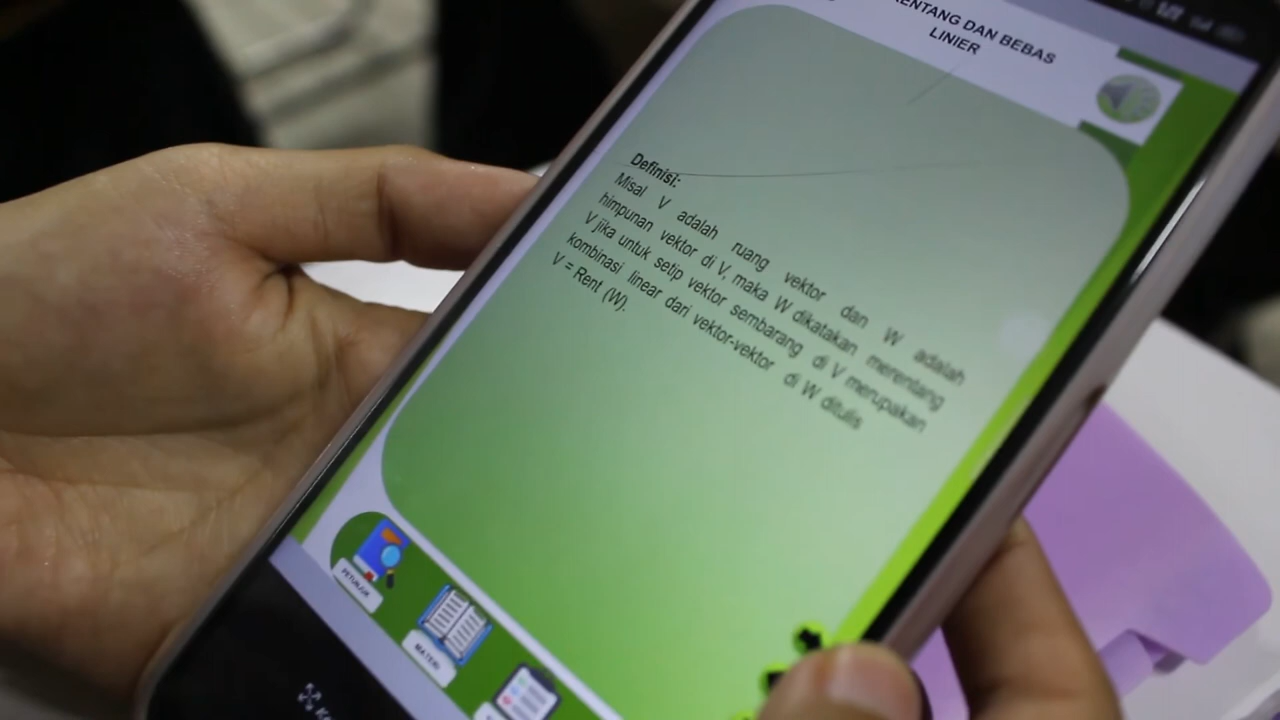 RENTANG DAN BEBAS
LINIER
Definisi:
Misal V adalah ruang vektor dan W adalah
himpunan vektor di V, maka W dikatakan merentang
V jika untuk setip vektor sembarang di V merupakan
kombinasi linear dari vektor-vektor di W ditulis
V = Rent (W).
PETUNJUK
MATERI